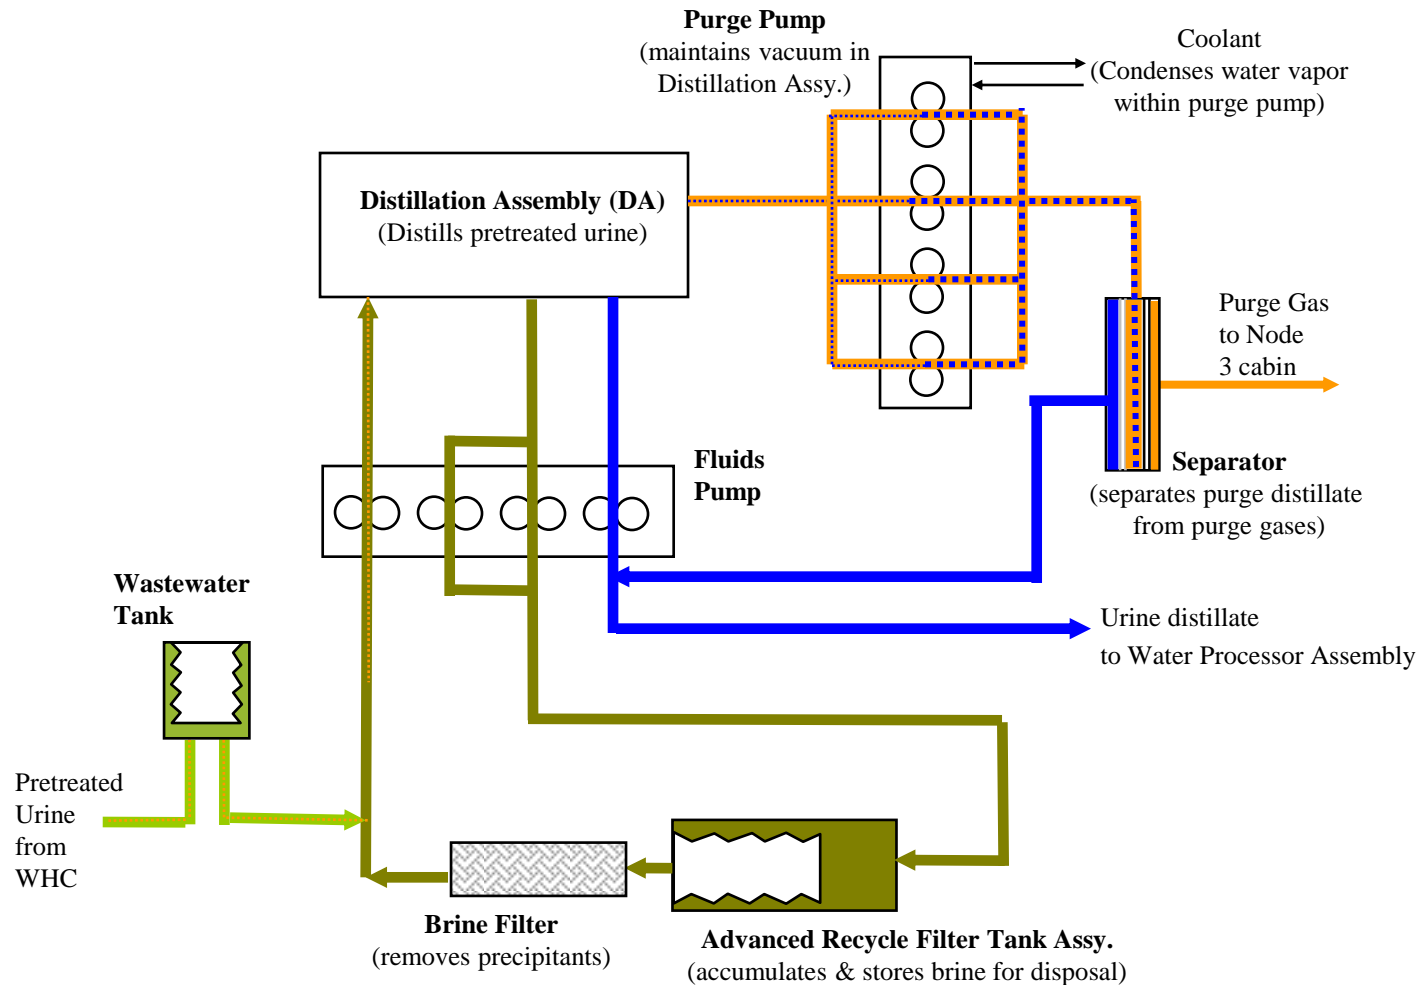 Purge Pump
(maintains vacuum in
Distillation Assy.)
Coolant
(Condenses water vapor
within purge pump)
Distillation Assembly (DA)
(Distills pretreated urine)
Purge Gas
to Node
3 cabin
Fluids
Pump
Separator
(separates purge distillate
from purge gases)
Wastewater
Tank
Urine distillate
to Water Processor Assembly
Pretreated
Urine
from
WHC
Brine Filter
(removes precipitants)
Advanced Recycle Filter Tank Assy.
(accumulates & stores brine for disposal)